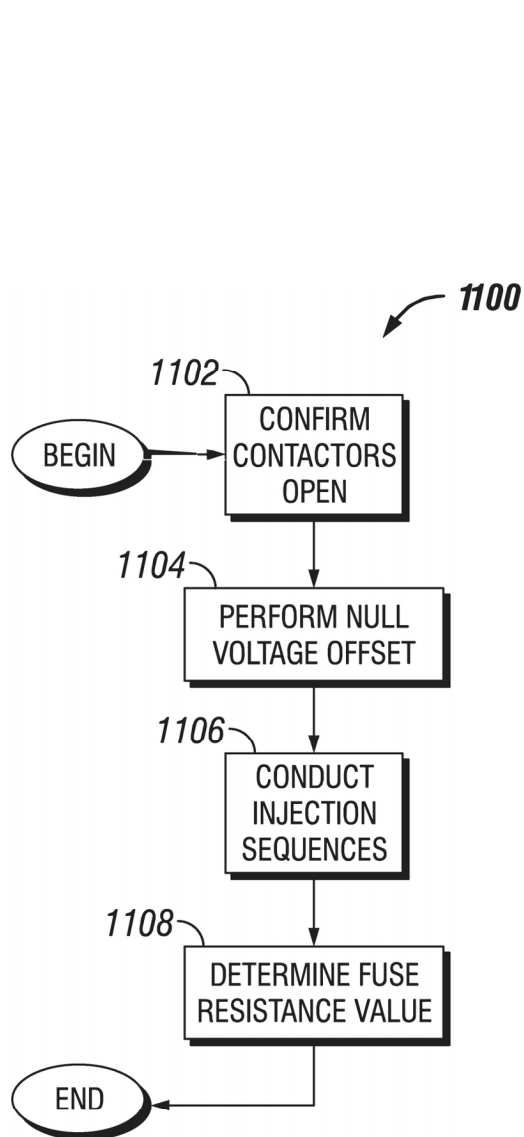 1100
1102
BEGIN
CONFIRM
CONTACTORS
OPEN
1104
PERFORM NULL
VOLTAGE OFFSET
1106
CONDUCT
INJECTION
SEQUENCES
1108
DETERMINE FUSE
RESISTANCE VALUE
END